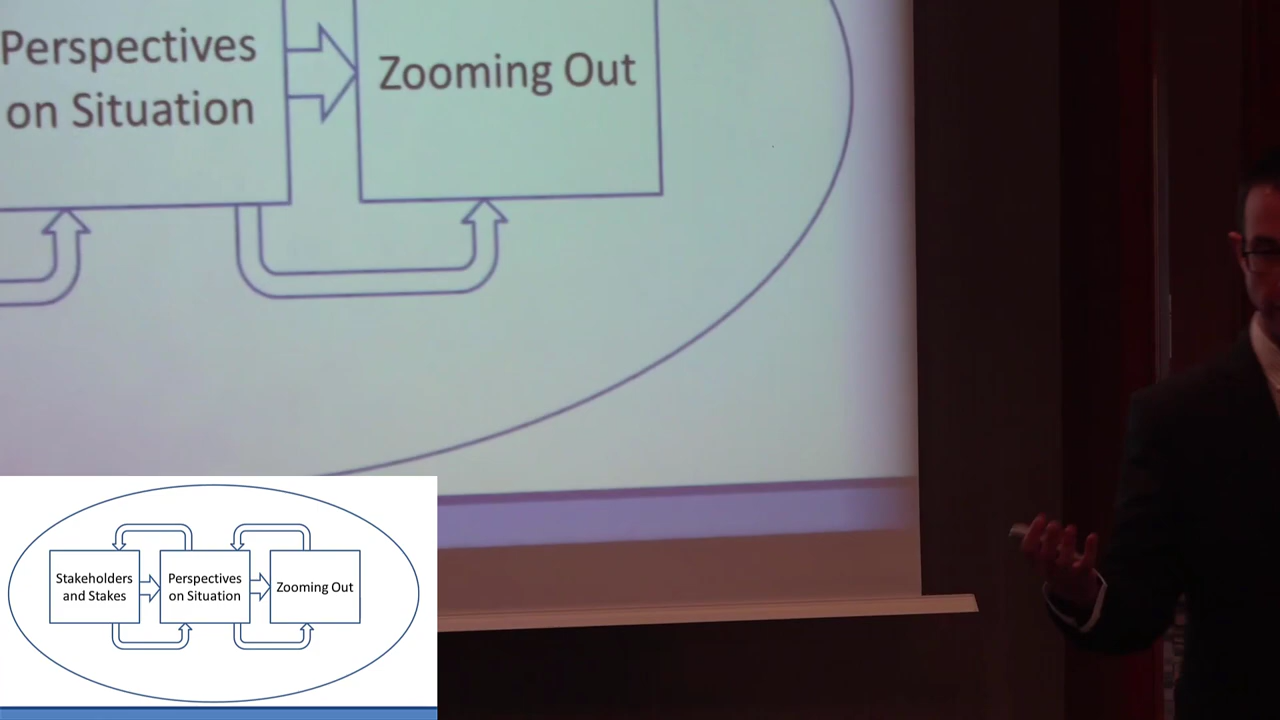 Perspectives
on Situation
Zooming Out
Stakeholders
and Stakes
Perspectives
on Situation
Zooming Out